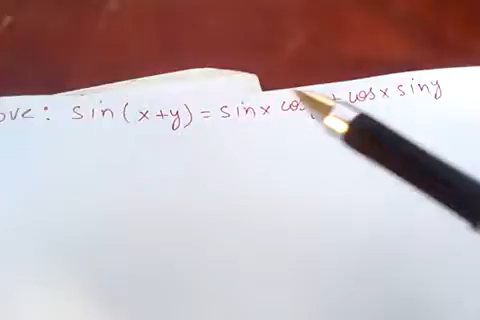 ove: sin(x+y) = sinx cos + cosx siny